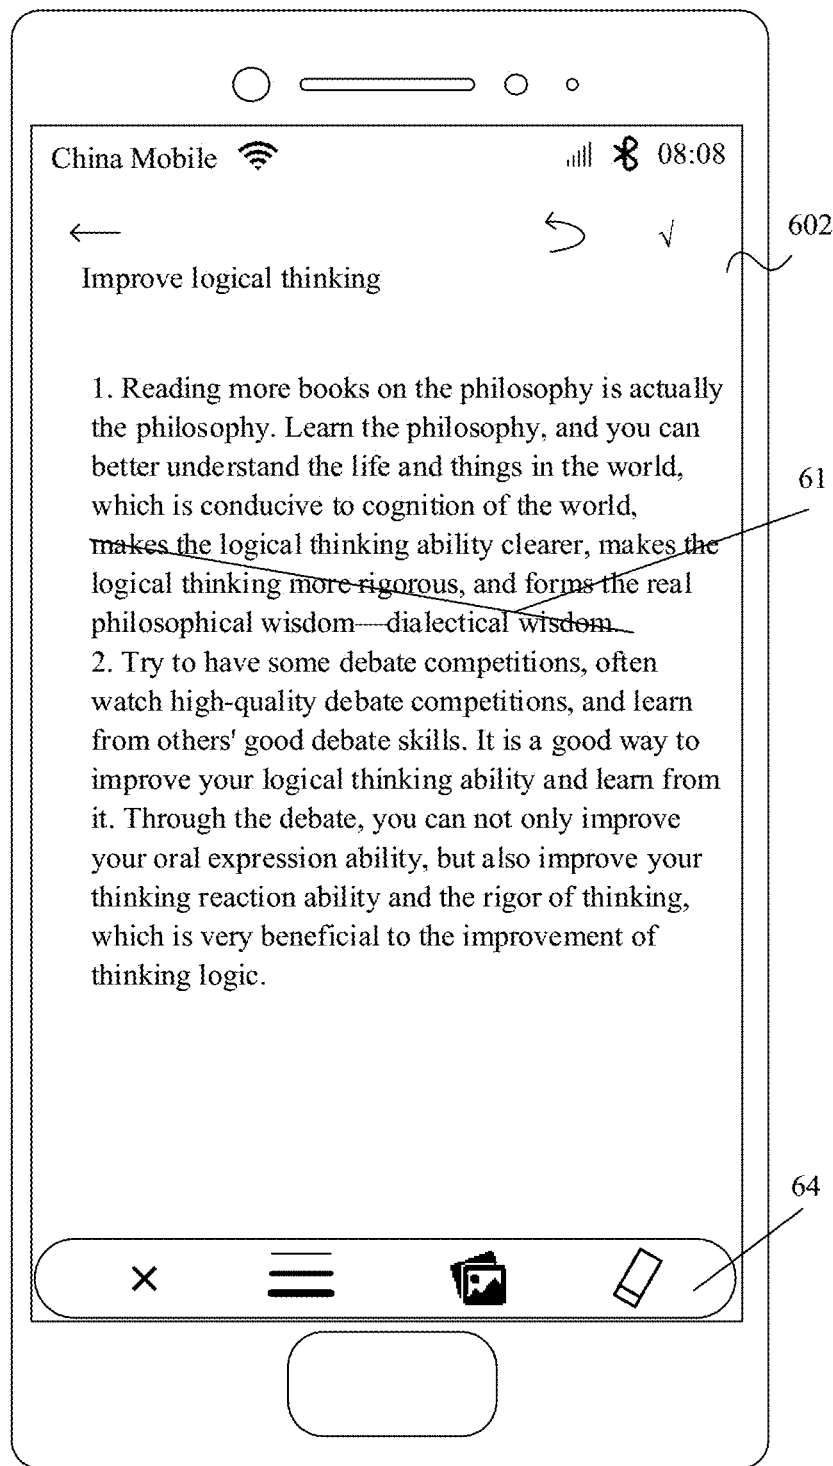 China Mobile 08:08
602
√
Improve logical thinking
1. Reading more books on the philosophy is actually
the philosophy. Learn the philosophy, and you can
better understand the life and things in the world,
which is conducive to cognition of the world,
61
makes the logical thinking ability clearer, makes the
logical thinking more rigorous, and forms the real
philosophical wisdom—dialectical wisdom.
2. Try to have some debate competitions, often
watch high-quality debate competitions, and learn
from others' good debate skills. It is a good way to
improve your logical thinking ability and learn from
it. Through the debate, you can not only improve
your oral expression ability, but also improve your
thinking reaction ability and the rigor of thinking,
which is very beneficial to the improvement of
thinking logic.
64